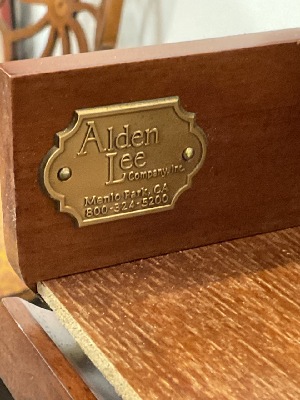 Alden
Lee
Company, Inc.
Menlo Park, CA
800-324-5200